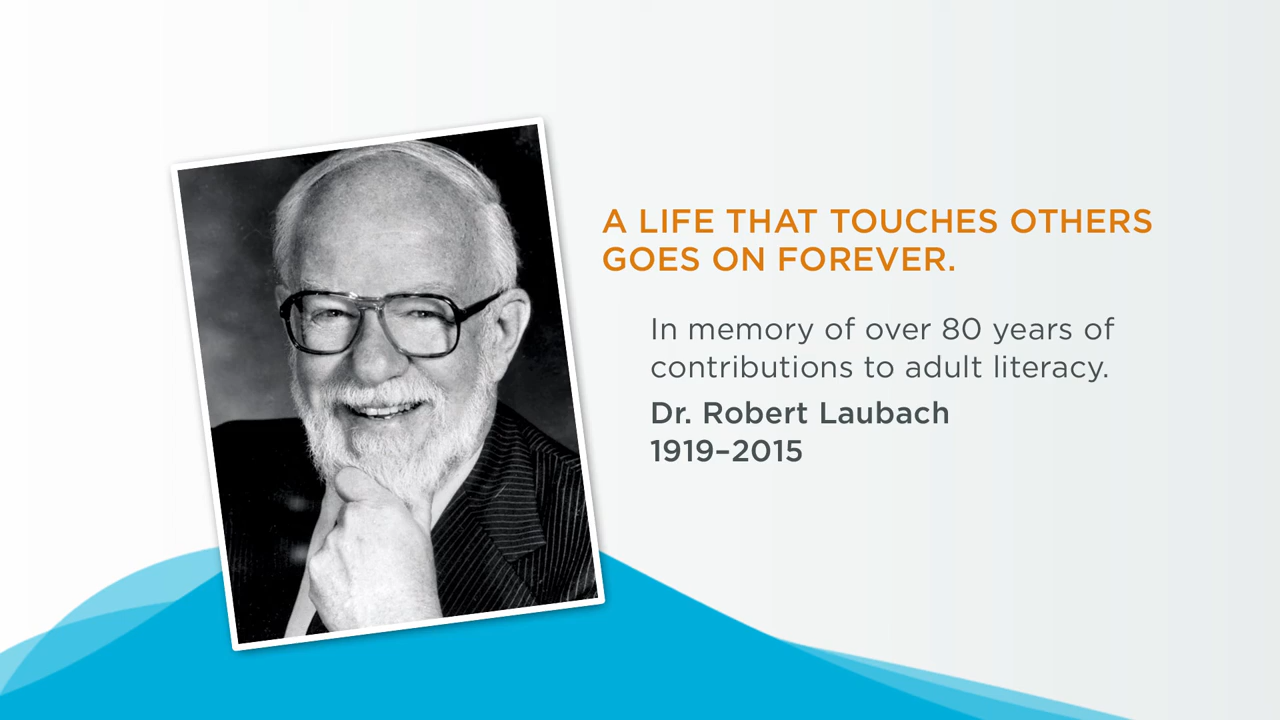 A LIFE THAT TOUCHES OTHERS
GOES ON FOREVER.
In memory of over 80 years of
contributions to adult literacy.
Dr. Robert Laubach
1919–2015